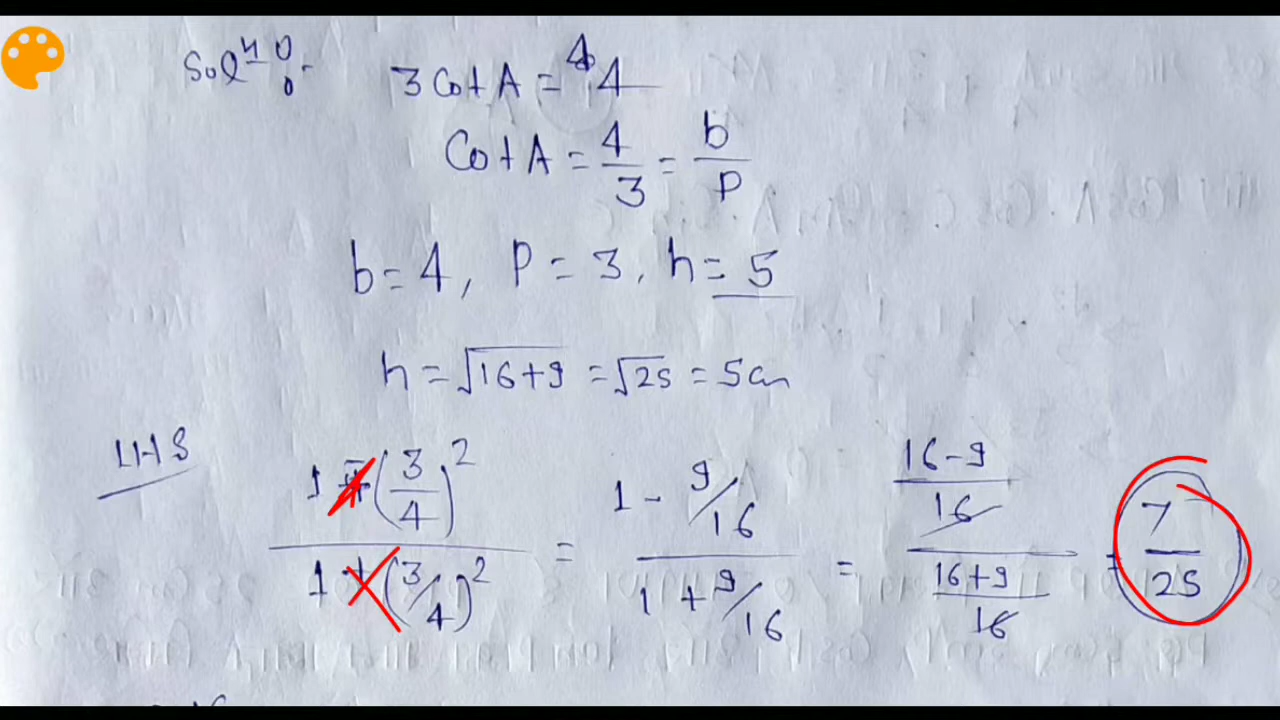 Solⁿ :- 3 Cot A = 4
Cot A = 4/3 = b/P
b = 4, P = 3, h = 5
h = √16+9 = √25 = 5cm
LHS
1 - (3/4)² / 1 + (3/4)² = 1 - 9/16 / 1 + 9/16 = 16-9/16 / 16+9/16 = 7/25